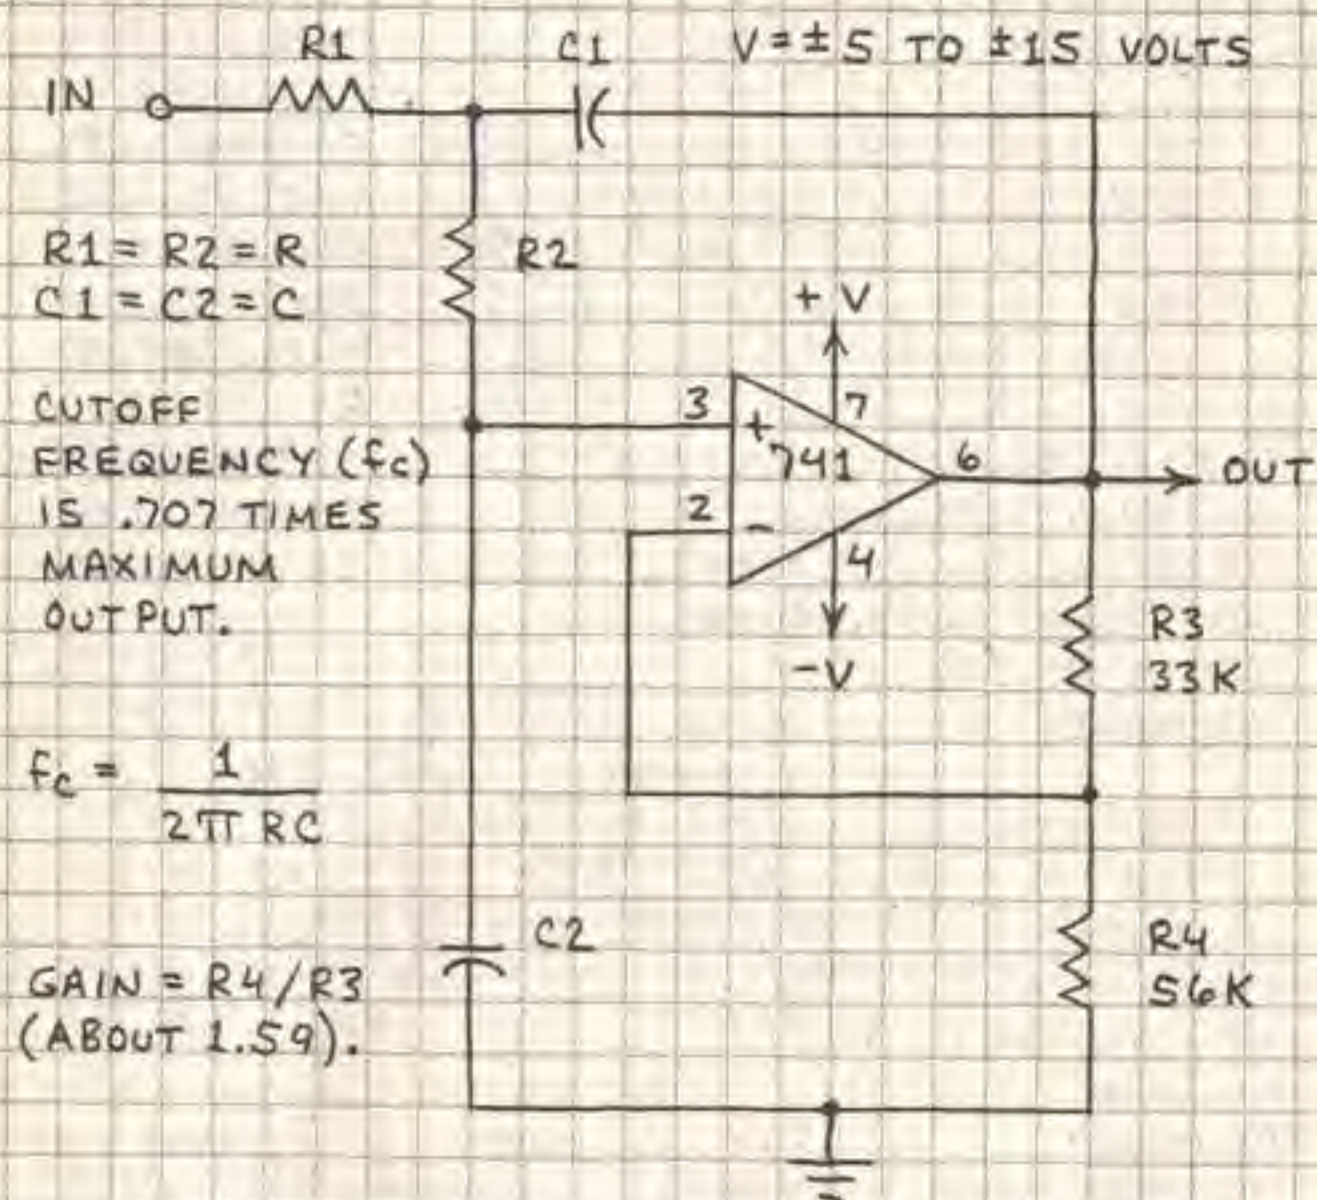 R1
C1
V = ± 5 TO ± 15 VOLTS
IN
R1 = R2 = R
C1 = C2 = C
R2
+ V
CUTOFF
FREQUENCY (fc)
IS .707 TIMES
MAXIMUM
OUTPUT.
3
+
7
741
6
OUT
2
-
4
-V
R3
33K
fc = 1
2π RC
C2
R4
56K
GAIN = R4/R3
(ABOUT 1.59).